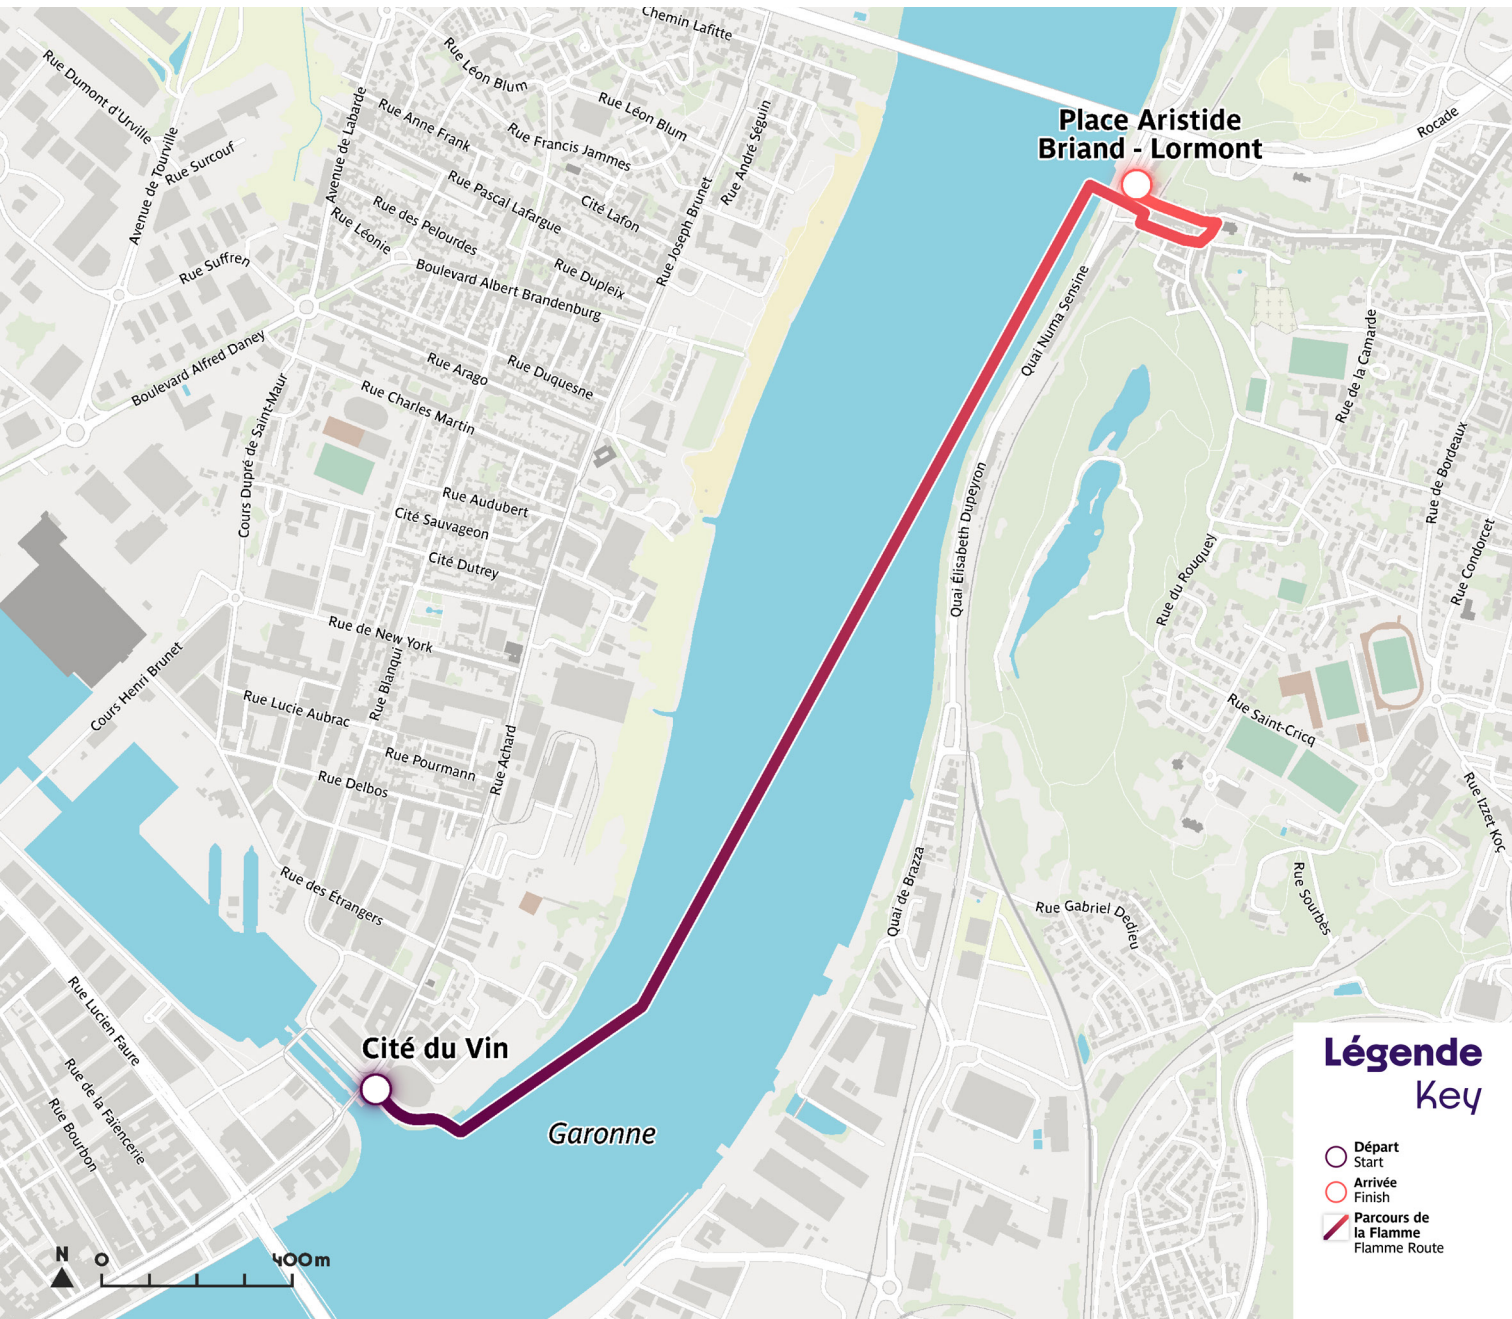 Chemin Lafitte
Rue Léon Blum
Rue Dumont d'Urville
Rue Léon Blum
Rue Anne Frank
Avenue de Labarde
Rue André Séguin
Rocade
Place Aristide
Briand - Lormont
Rue Francis Jammes
Rue Surcouf
Avenue de Tourville
Rue Pascal Lafargue
Cité Lafon
Rue des Pelourdes
Rue Léonie
Rue Joseph Brunet
Rue Suffren
Boulevard Albert Brandenburg
Rue Dupleix
Quai Numa Sensine
Boulevard Alfred Daney
Rue Arago
Rue Duquesne
Rue de la Camarde
Rue Charles Martin
Cours Dupré de Saint-Maur
Rue de Bordeaux
Rue Audubert
Cité Sauvageon
Quai Élisabeth Dupeyron
Cité Dutrey
Rue du Rouquey
Rue Condorcet
Rue de New York
Rue Blanqui
Cours Henri Brunet
Rue Lucie Aubrac
Rue Saint-Cricq
Rue Pourmann
Rue Achard
Rue Delbos
Rue Izzet Koç
Rue des Étrangers
Quai de Brazza
Rue Gabriel Dedieu
Rue Sourbès
Rue Lucien Faure
Cité du Vin
Rue de la Faïencerie
Rue Bourbon
Garonne
Légende
Key
Départ
Start
Arrivée
Finish
Parcours de
la Flamme
Flamme Route
N 0 400m